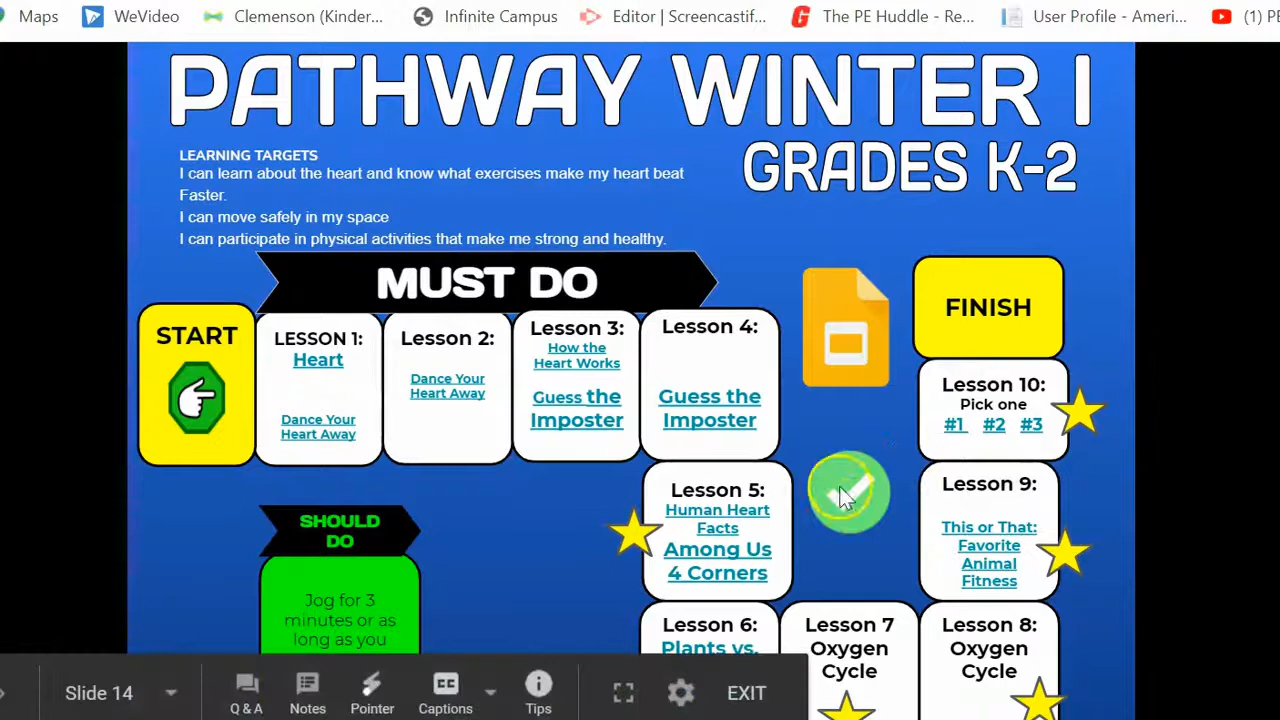 Maps
WeVideo
Clemenson (Kinder...
Infinite Campus
Editor | Screencastif...
The PE Huddle - Re...
User Profile - Ameri...
(1) PE
PATHWAY WINTER I
GRADES K-2
LEARNING TARGETS
I can learn about the heart and know what exercises make my heart beat
Faster.
I can move safely in my space
I can participate in physical activities that make me strong and healthy.
MUST DO
START
LESSON 1:
Heart
Dance Your
Heart Away
Lesson 2:
Dance Your
Heart Away
Lesson 3:
How the
Heart Works
Guess the
Imposter
Lesson 4:
Guess the
Imposter
FINISH
Lesson 10:
Pick one
#1 #2 #3
Lesson 5:
Human Heart
Facts
Among Us
4 Corners
Lesson 9:
This or That:
Favorite
Animal
Fitness
SHOULD
DO
Jog for 3
minutes or as
long as you
Lesson 6:
Plants vs.
Lesson 7
Oxygen
Cycle
Lesson 8:
Oxygen
Cycle
Slide 14
Q & A
Notes
Pointer
CC
Captions
Tips
EXIT